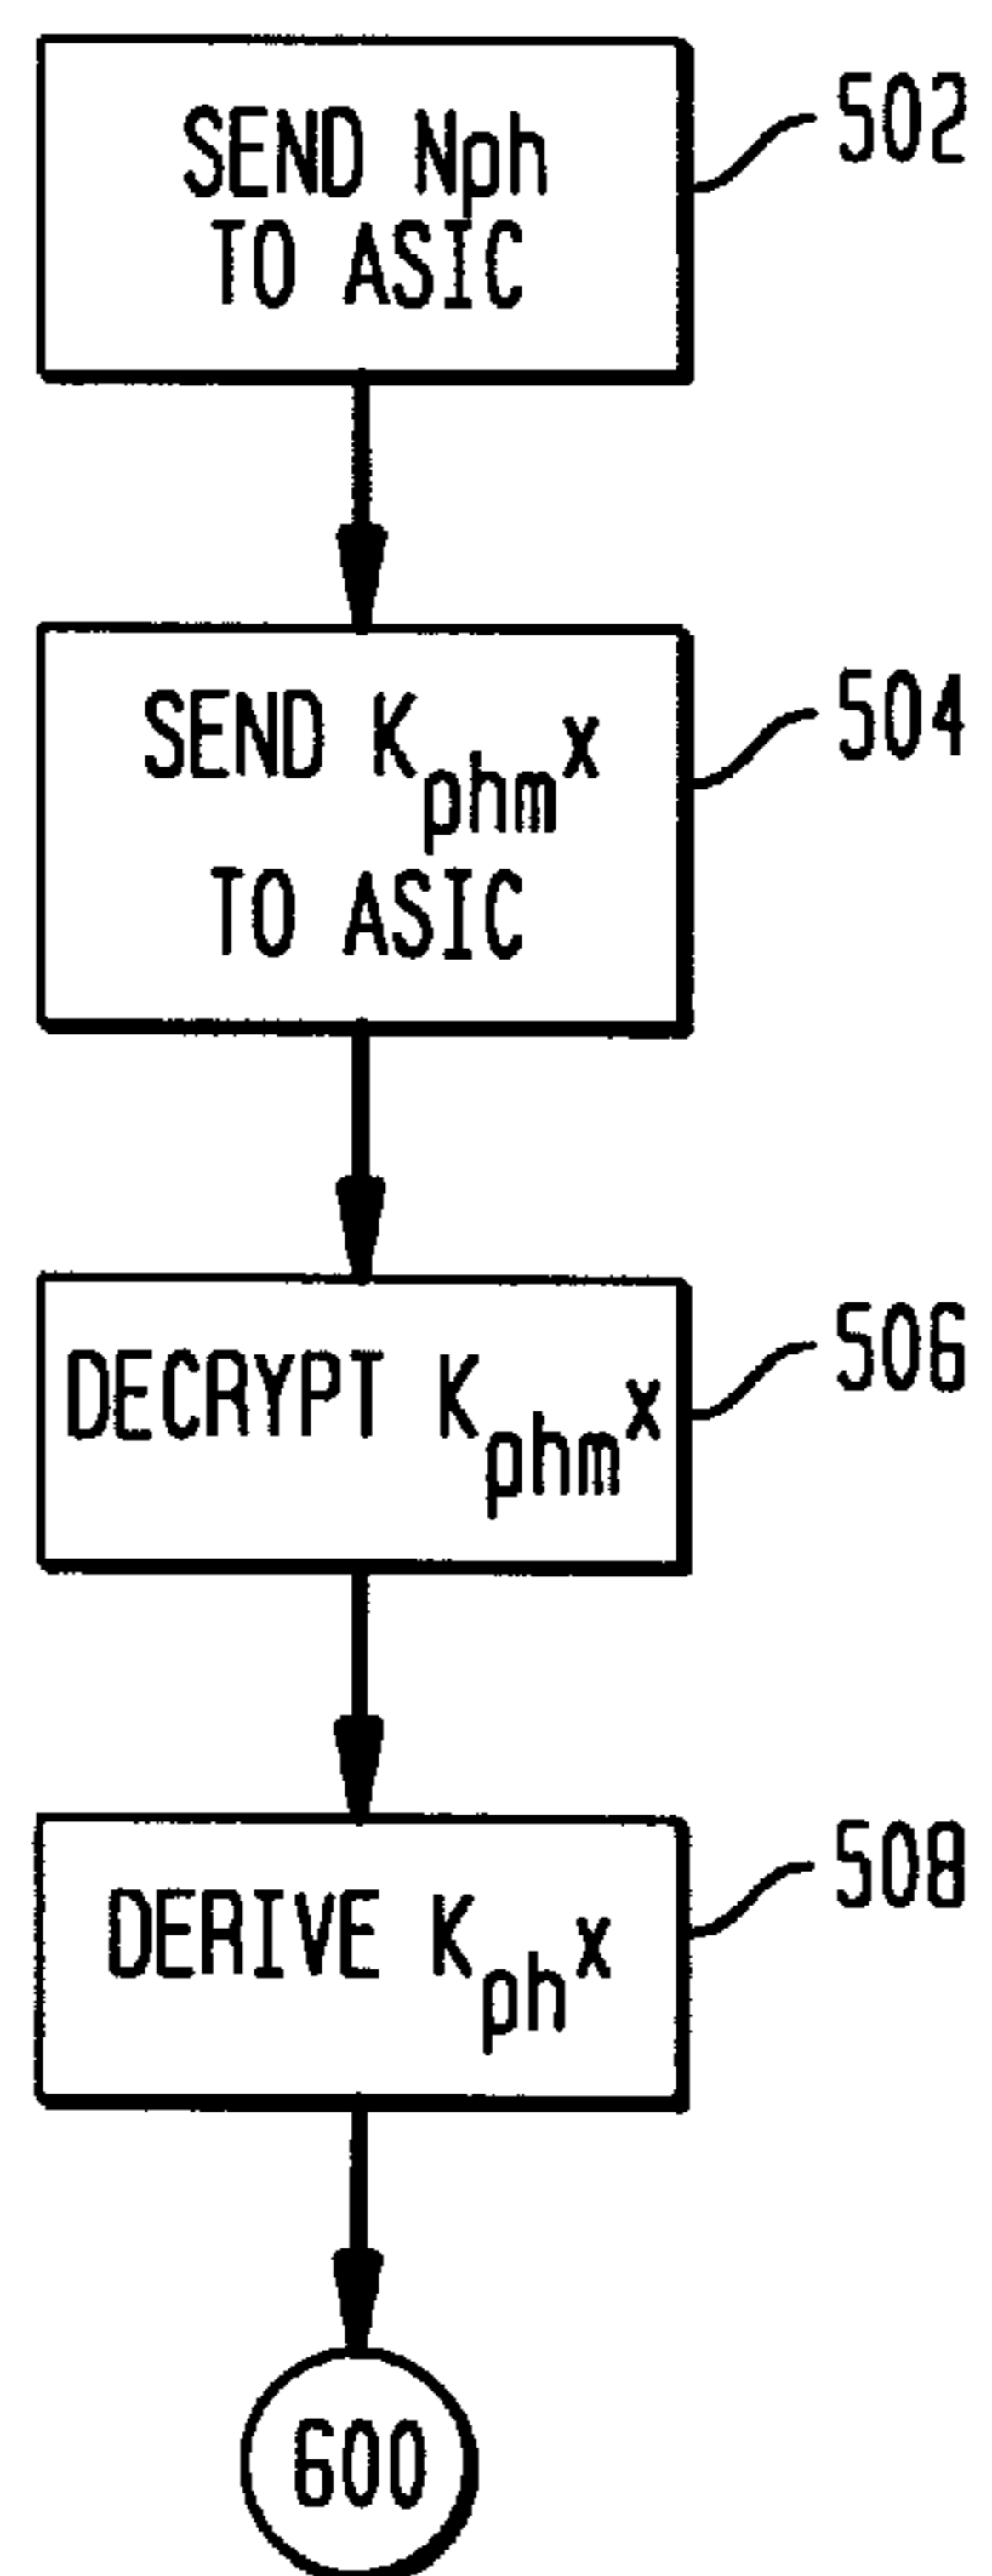 SEND Nph
TO ASIC
502
SEND Kphmx
TO ASIC
504
DECRYPT Kphmx
506
DERIVE Kphx
508
600